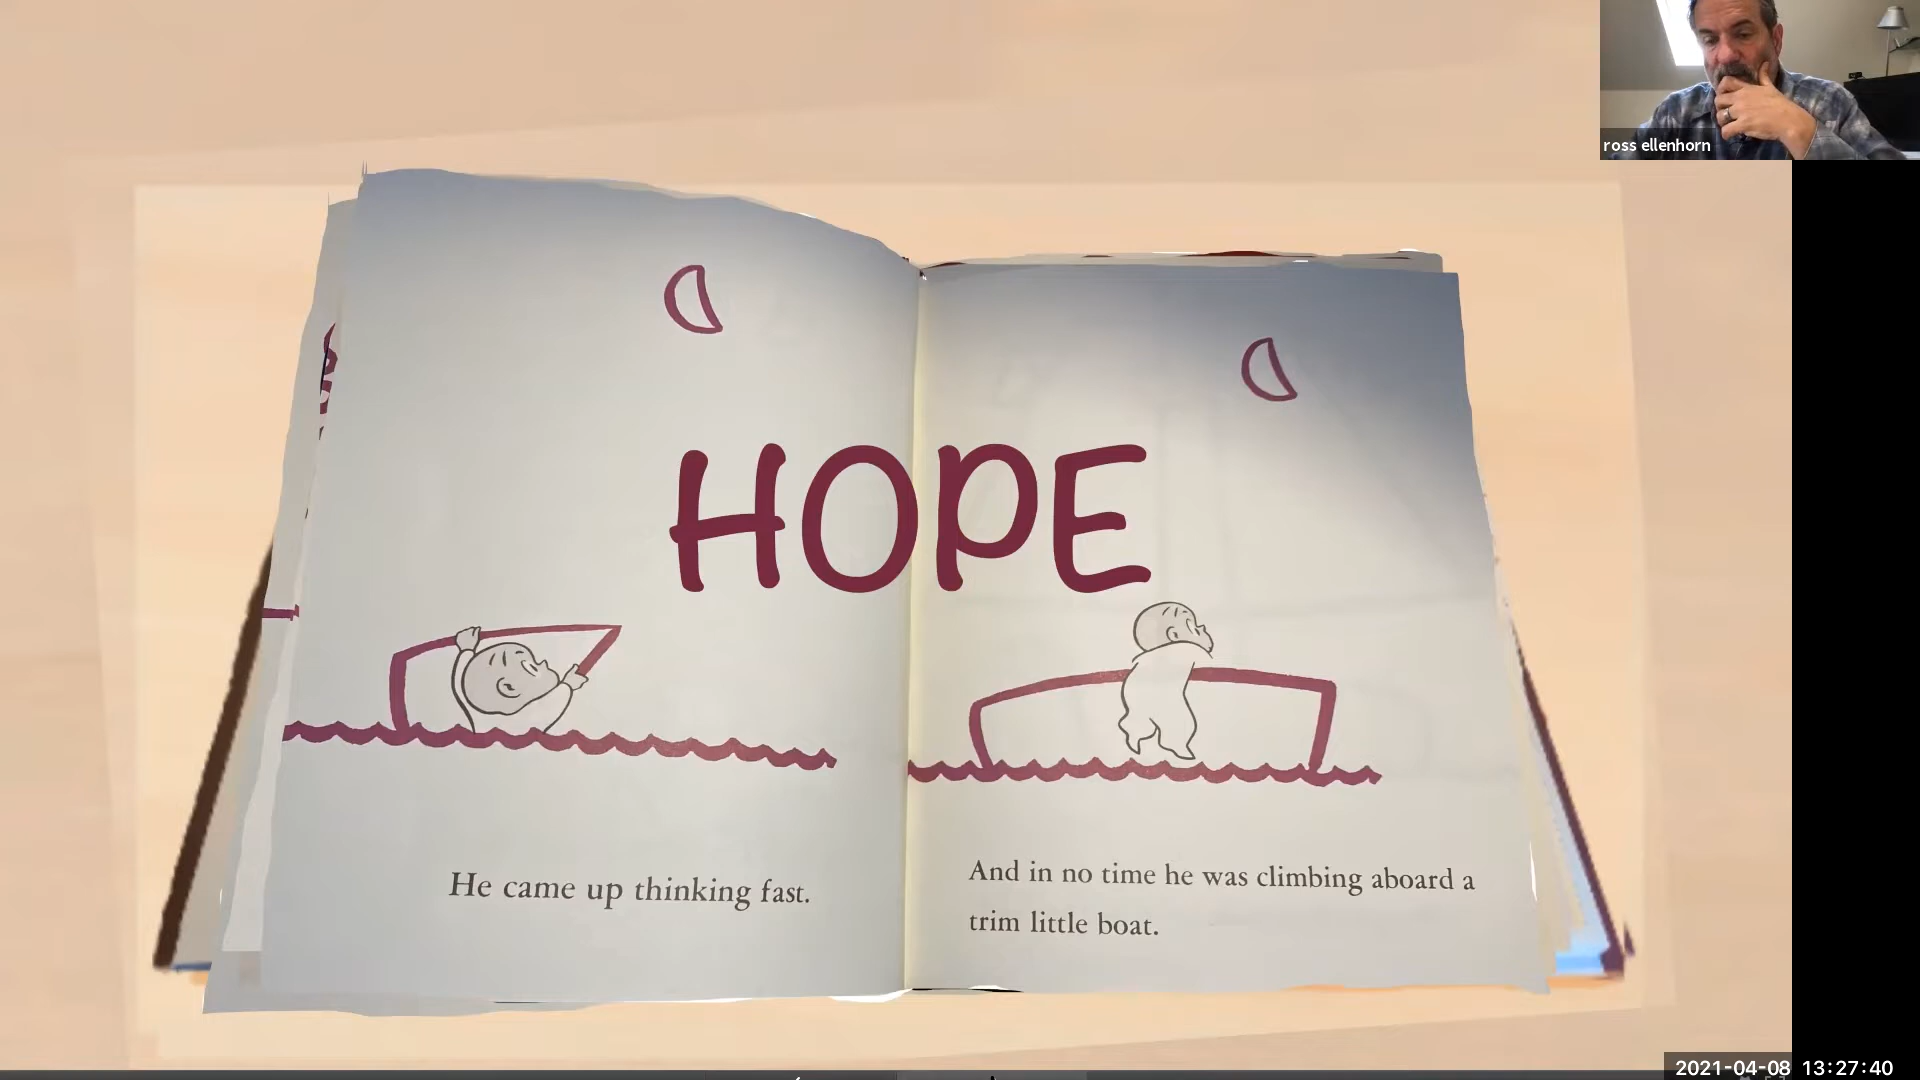 ross ellenhorn
HOPE
He came up thinking fast.
And in no time he was climbing aboard a
trim little boat.
2021-04-08 13:27:40